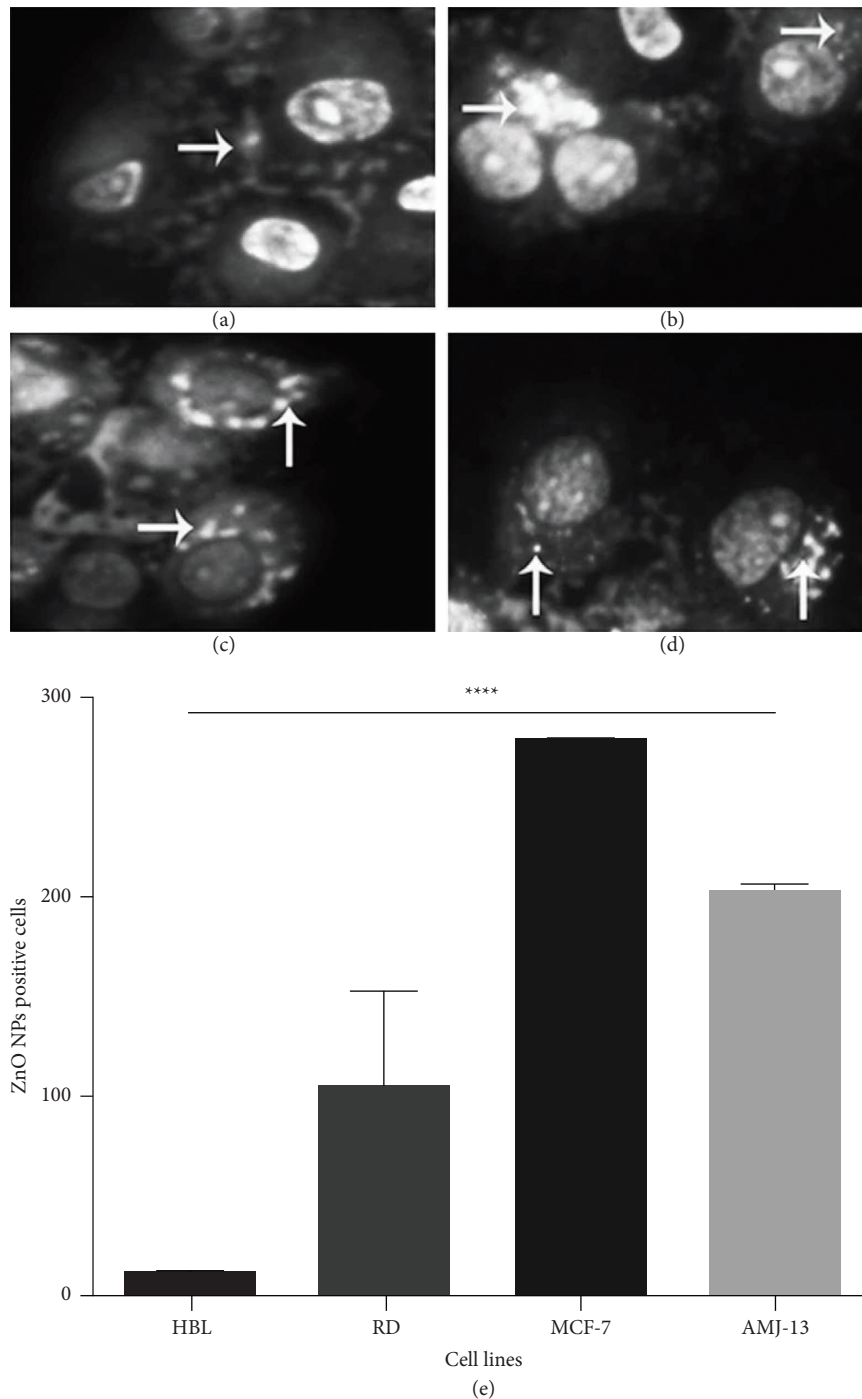 (a)
(b)
(c)
(d)
300
****
200
ZnO NPs positive cells
100
0
HBL RD MCF-7 AMJ-13
Cell lines
(e)